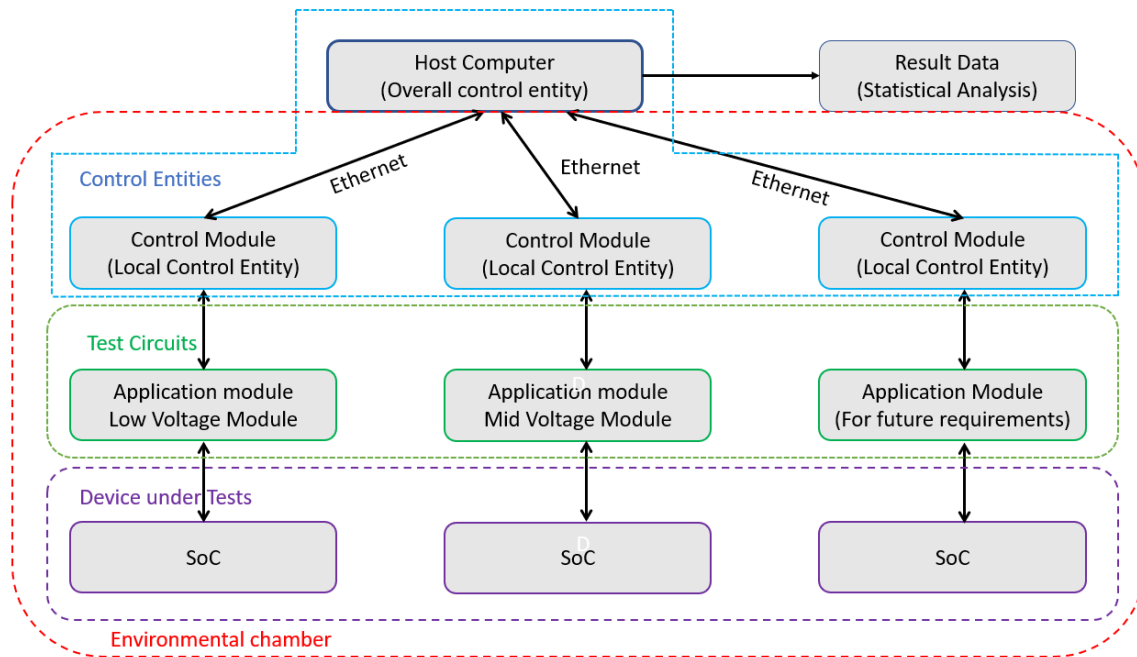 Host Computer
(Overall control entity)
Result Data
(Statistical Analysis)
Control Entities
Ethernet
Ethernet
Ethernet
Control Module
(Local Control Entity)
Control Module
(Local Control Entity)
Control Module
(Local Control Entity)
Test Circuits
Application module
Low Voltage Module
D
Application module
Mid Voltage Module
Application Module
(For future requirements)
Device under Tests
SoC
D
SoC
SoC
Environmental chamber